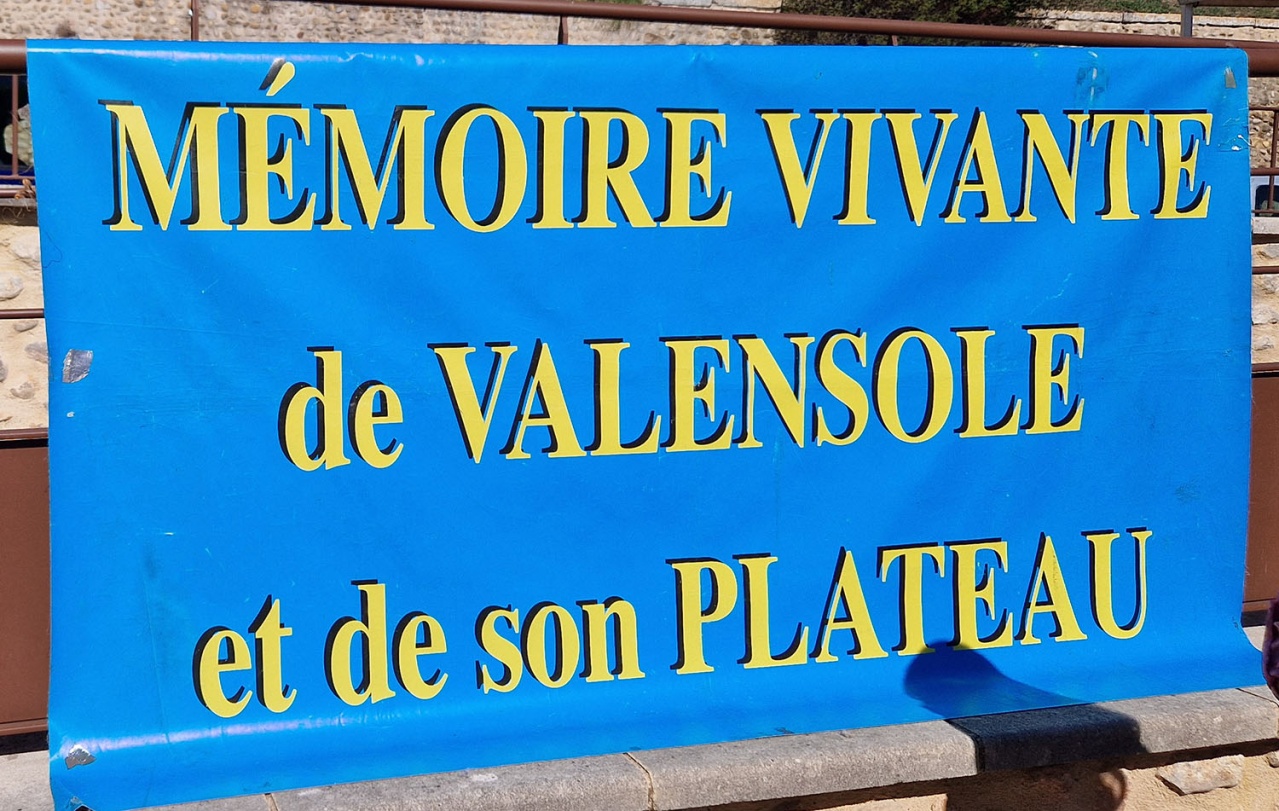 MÉMOIRE VIVANTE
de VALENSOLE
et de son PLATEAU